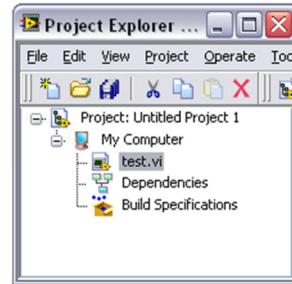 Project Explorer ...
File Edit View Project Operate
Project: Untitled Project 1
My Computer
test.vi
Dependencies
Build Specifications